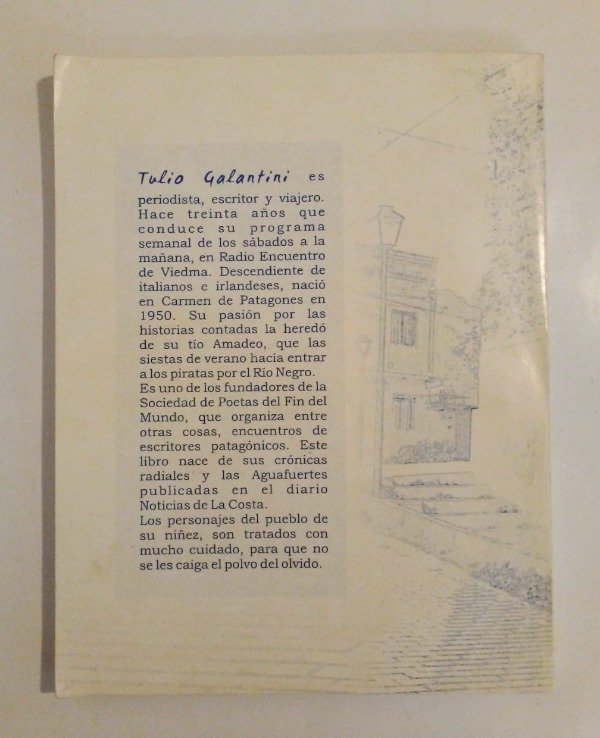 Tulio Galantini es
periodista, escritor y viajero.
Hace treinta años que
conduce su programa
semanal de los sábados a la
mañana, en Radio Encuentro
de Viedma. Descendiente de
italianos e irlandeses, nació
en Carmen de Patagones en
1950. Su pasión por las
historias contadas la heredó
de su tío Amadeo, que las
siestas de verano hacía entrar
a los piratas por el Río Negro.
Es uno de los fundadores de la
Sociedad de Poetas del Fin del
Mundo, que organiza entre
otras cosas, encuentros de
escritores patagónicos. Este
libro nace de sus crónicas
radiales y las Aguafuertes
publicadas en el diario
Noticias de La Costa.
Los personajes del pueblo de
su niñez, son tratados con
mucho cuidado, para que no
se les caiga el polvo del olvido.